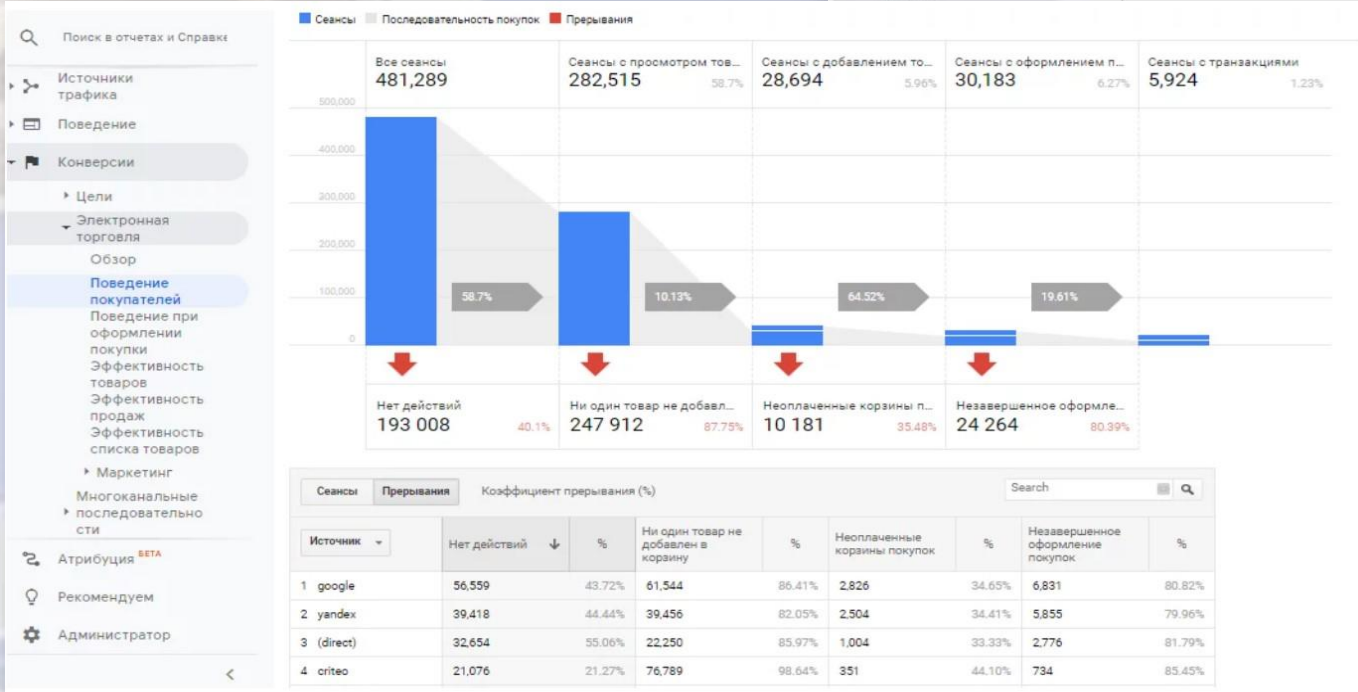 Сеансы Последовательность покупок Прерывания
Поиск в отчетах и Справке
Источники
трафика
Поведение
Конверсии
Цели
Электронная
торговля
Обзор
Поведение
покупателей
Поведение при
оформлении
покупки
Эффективность
товаров
Эффективность
продаж
Эффективность
списка товаров
Маркетинг
Многоканальные
последовательно
сти
Атрибуция БЕТА
Рекомендуем
Администратор
Все сеансы
481,289
Сеансы с просмотром тов...
282,515 58.7%
Сеансы с добавлением то...
28,694 5.96%
Сеансы с оформлением п...
30,183 6.27%
Сеансы с транзакциями
5,924 1.23%
500,000
400,000
300,000
200,000
100,000
0
58.7% 10.13% 64.52% 19.61%
Нет действий
193 008 40.1%
Ни один товар не добавл...
247 912 87.75%
Неоплаченные корзины п...
10 181 35.48%
Незавершенное оформле...
24 264 80.39%
Сеансы Прерывания Коэффициент прерывания (%) Search
Источник Нет действий % Ни один товар не добавлен в корзину % Неоплаченные корзины покупок % Незавершенное оформление покупок %
1 google 56,559 43.72% 61,544 86.41% 2,826 34.65% 6,831 80.82%
2 yandex 39,418 44.44% 39,456 82.05% 2,504 34.41% 5,855 79.96%
3 (direct) 32,654 55.06% 22,250 85.97% 1,004 33.33% 2,776 81.79%
4 criteo 21,076 21.27% 76,789 98.64% 351 44.10% 734 85.45%